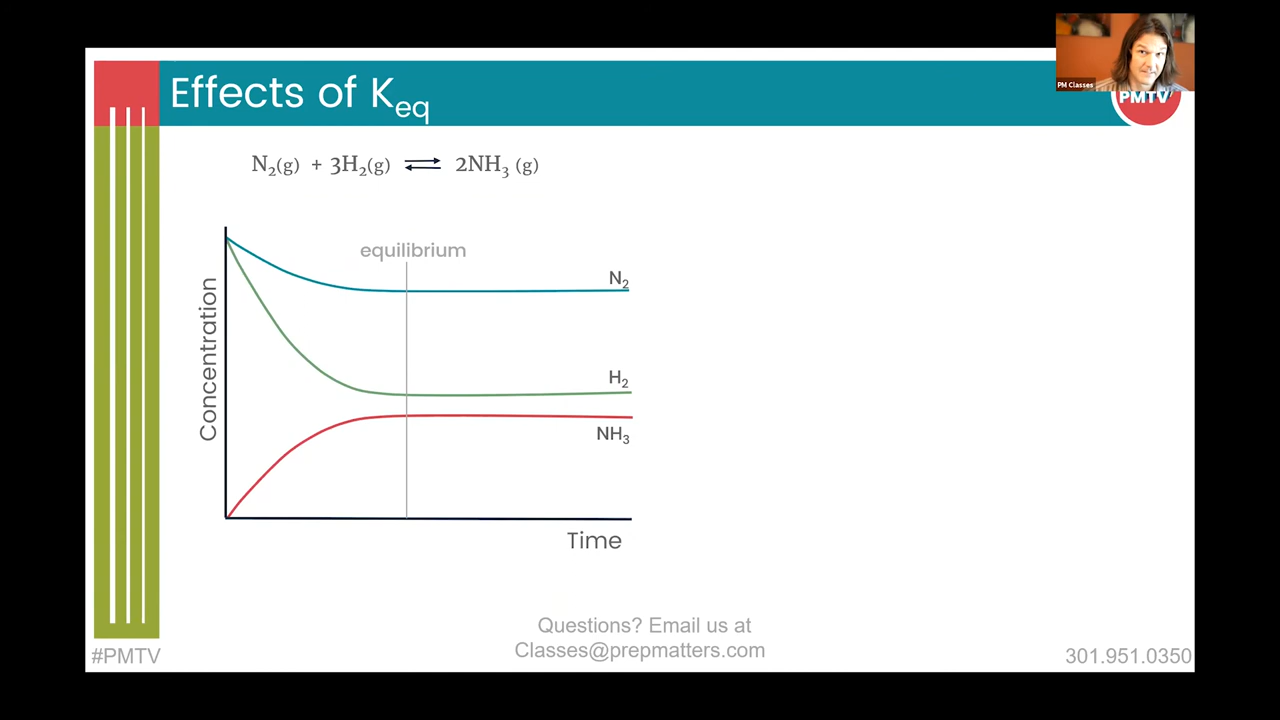 PM Classes
PMTV
Effects of Keq
N₂(g) + 3H₂(g) ⇌ 2NH₃ (g)
equilibrium
N₂
H₂
NH₃
Concentration
Time
Questions? Email us at
Classes@prepmatters.com
#PMTV
301.951.0350